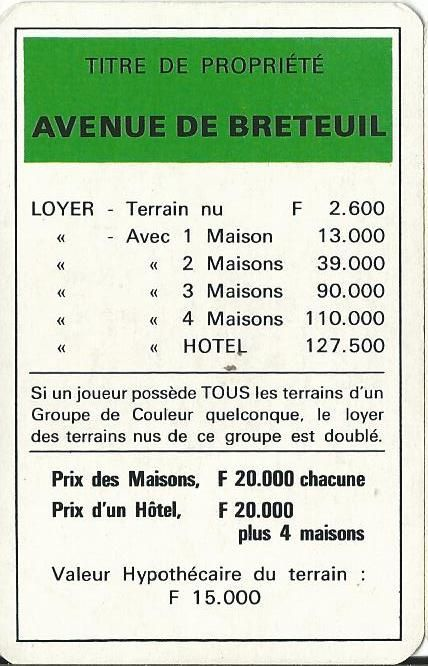 TITRE DE PROPRIÉTÉ
AVENUE DE BRETEUIL
LOYER - Terrain nu F 2.600
« - Avec 1 Maison 13.000
« « 2 Maisons 39.000
« « 3 Maisons 90.000
« « 4 Maisons 110.000
« « HOTEL 127.500
Si un joueur possède TOUS les terrains d'un
Groupe de Couleur quelconque, le loyer
des terrains nus de ce groupe est doublé.
Prix des Maisons, F 20.000 chacune
Prix d'un Hôtel, F 20.000
plus 4 maisons
Valeur Hypothécaire du terrain :
F 15.000